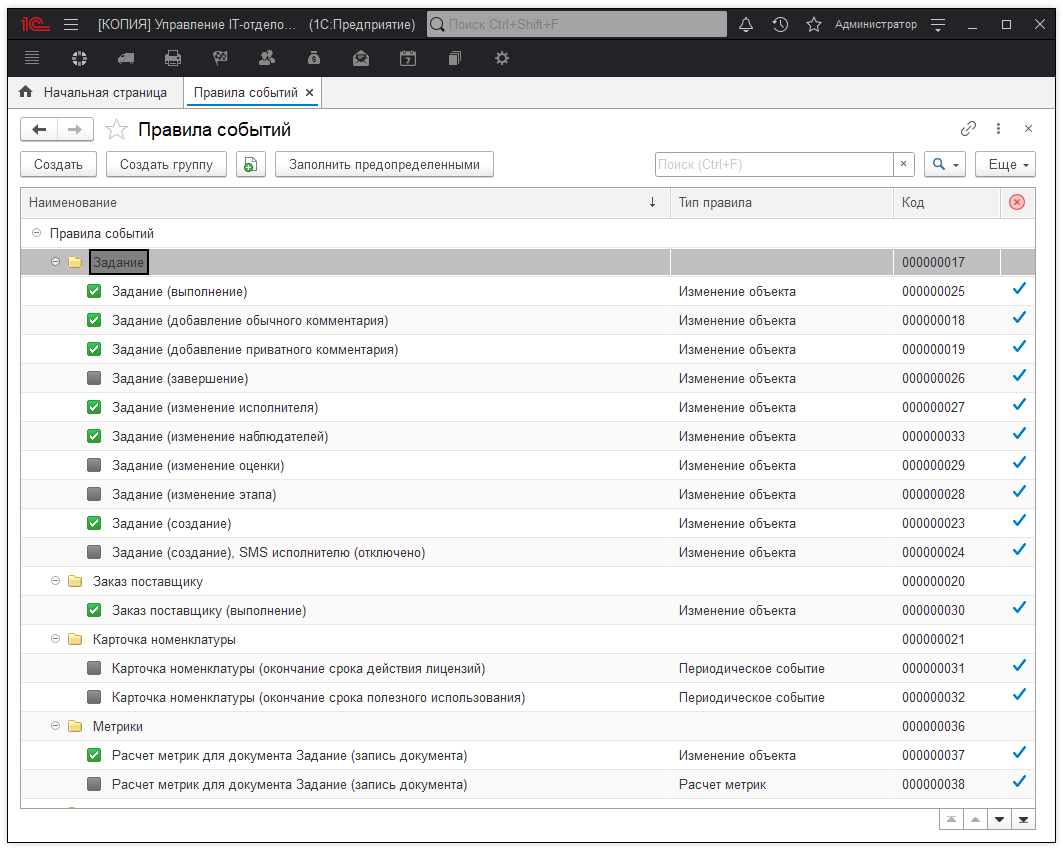 1С [КОПИЯ] Управление IT-отдело... (1С:Предприятие) Поиск Ctrl+Shift+F Администратор
7
Начальная страница Правила событий
Правила событий
Создать Создать группу Заполнить предопределенными Поиск (Ctrl+F) Еще
Наименование Тип правила Код
Правила событий
Задание 000000017
Задание (выполнение) Изменение объекта 000000025
Задание (добавление обычного комментария) Изменение объекта 000000018
Задание (добавление приватного комментария) Изменение объекта 000000019
Задание (завершение) Изменение объекта 000000026
Задание (изменение исполнителя) Изменение объекта 000000027
Задание (изменение наблюдателей) Изменение объекта 000000033
Задание (изменение оценки) Изменение объекта 000000029
Задание (изменение этапа) Изменение объекта 000000028
Задание (создание) Изменение объекта 000000023
Задание (создание), SMS исполнителю (отключено) Изменение объекта 000000024
Заказ поставщику 000000020
Заказ поставщику (выполнение) Изменение объекта 000000030
Карточка номенклатуры 000000021
Карточка номенклатуры (окончание срока действия лицензий) Периодическое событие 000000031
Карточка номенклатуры (окончание срока полезного использования) Периодическое событие 000000032
Метрики 000000036
Расчет метрик для документа Задание (запись документа) Изменение объекта 000000037
Расчет метрик для документа Задание (запись документа) Расчет метрик 000000038